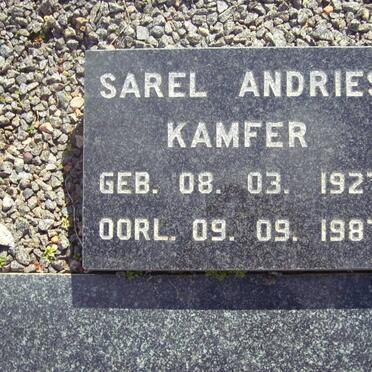 SAREL ANDRIES
KAMFER
GEB. 08. 03. 1927
OORL. 09. 09. 1987